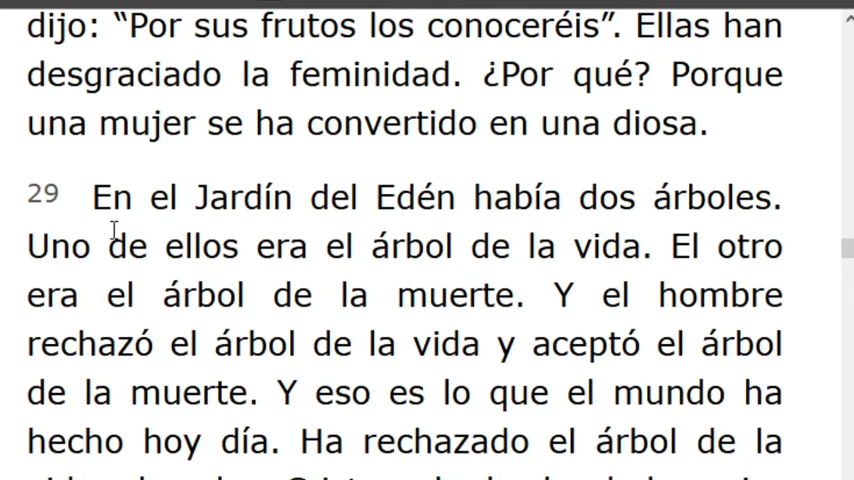 dijo: “Por sus frutos los conoceréis”. Ellas han
desgraciado la feminidad. ¿Por qué? Porque
una mujer se ha convertido en una diosa.
29 En el Jardín del Edén había dos árboles.
Uno de ellos era el árbol de la vida. El otro
era el árbol de la muerte. Y el hombre
rechazó el árbol de la vida y aceptó el árbol
de la muerte. Y eso es lo que el mundo ha
hecho hoy día. Ha rechazado el árbol de la